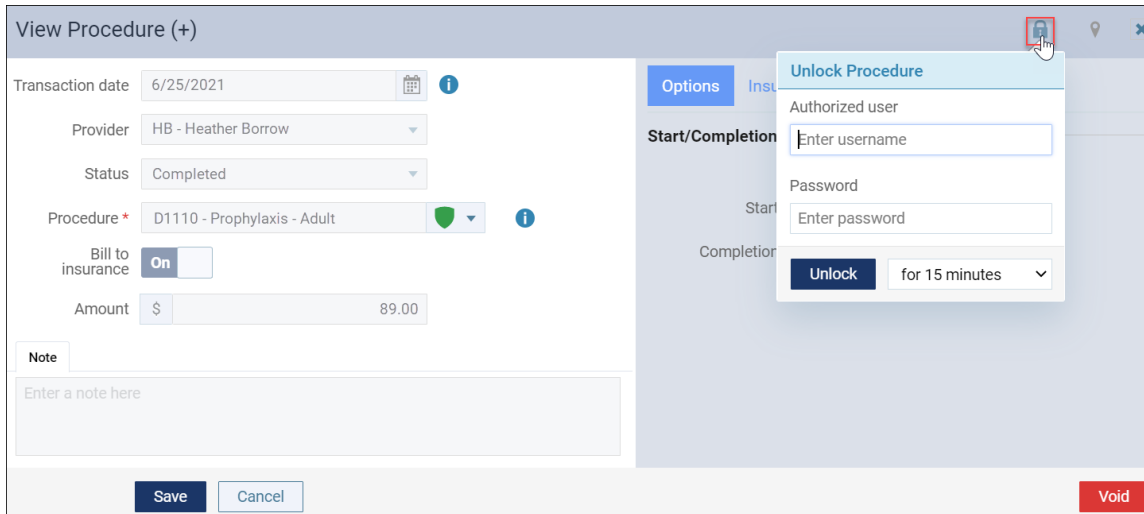 View Procedure (+)
Transaction date 6/25/2021
Provider HB - Heather Borrow
Status Completed
Procedure * D1110 - Prophylaxis - Adult
Bill to
insurance On
Amount $ 89.00
Note
Enter a note here
Save Cancel
Options Insu
Start/Completion
Start
Completion
Unlock Procedure
Authorized user
Enter username
Password
Enter password
Unlock for 15 minutes
Void